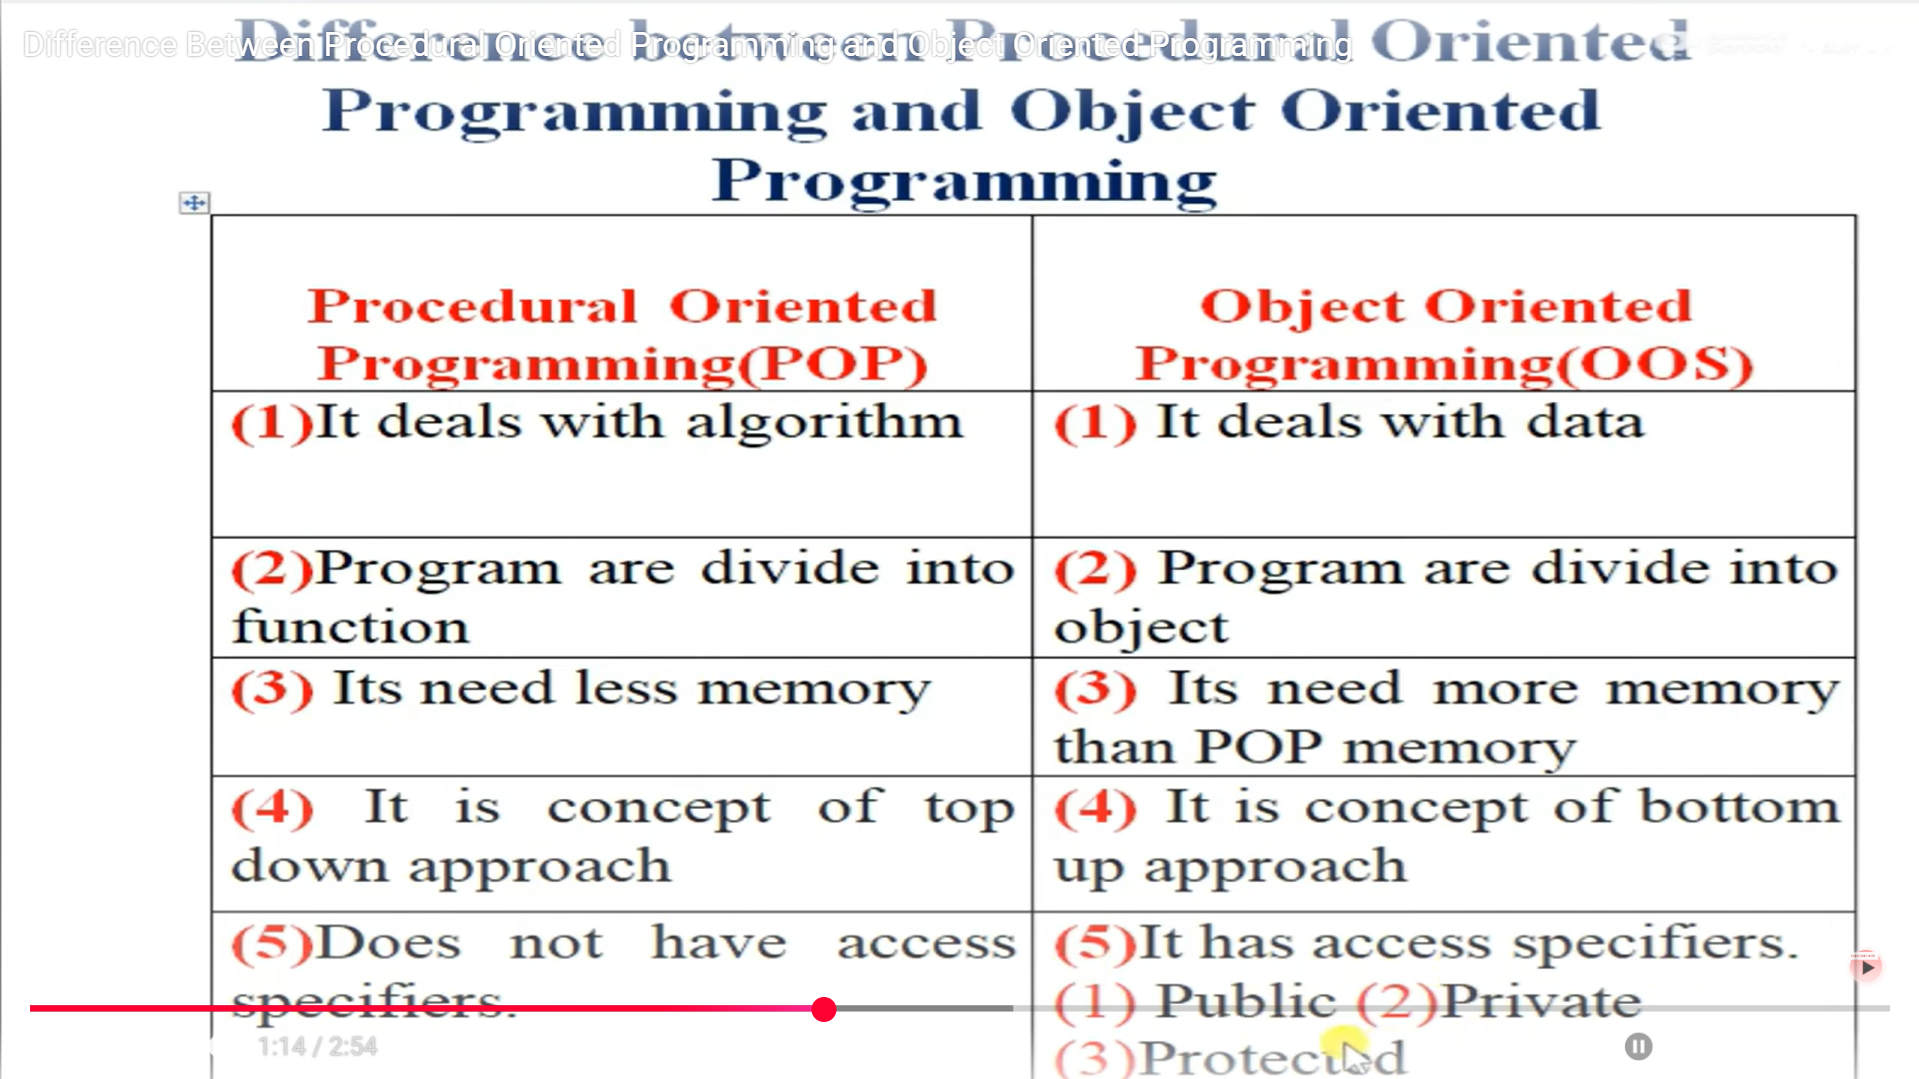 Difference Between Procedural Oriented Programming and Object Oriented Programming
Difference between Procedural Oriented
Programming and Object Oriented
Programming
Procedural Oriented
Programming(POP)
Object Oriented
Programming(OOS)
(1)It deals with algorithm
(1) It deals with data
(2)Program are divide into
function
(2) Program are divide into
object
(3) Its need less memory
(3) Its need more memory
than POP memory
(4) It is concept of top
down approach
(4) It is concept of bottom
up approach
(5)Does not have access
specifiers.
(5)It has access specifiers.
(1) Public (2)Private
(3)Protected
1:14 / 2:54